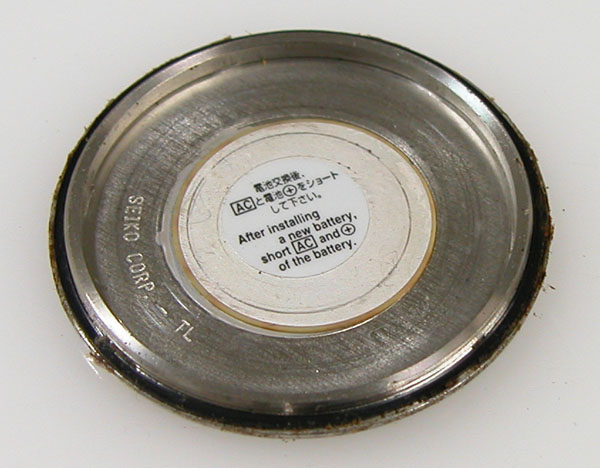 電池交換後、
ACと電池⊕をショート
して下さい。
After installing
a new battery,
short AC and ⊕
of the battery.
SEIKO CORP. - TL